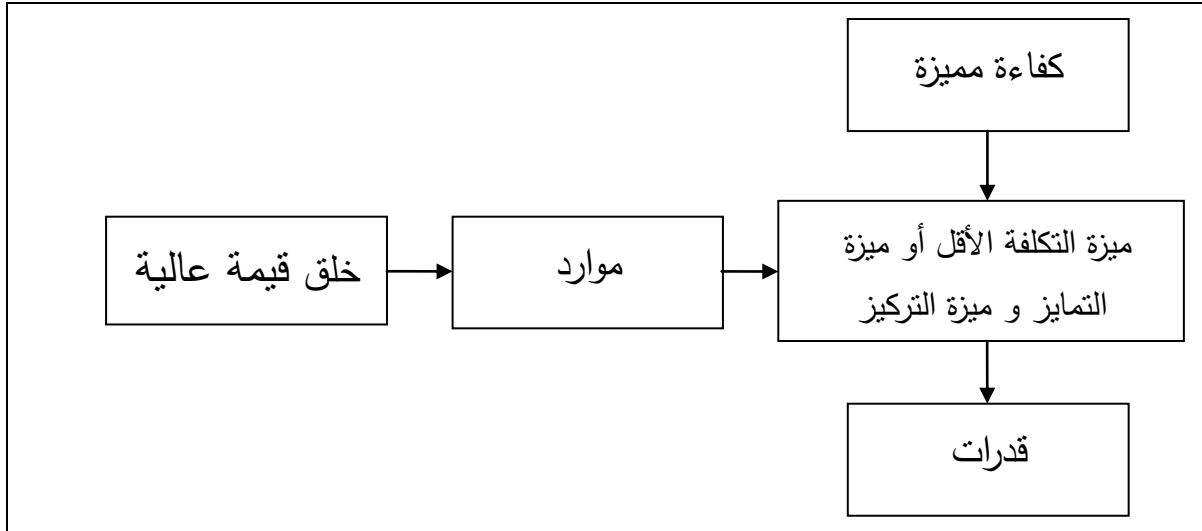 كفاءة مميزة
ميزة التكلفة الأقل أو ميزة
التمايز و ميزة التركيز
موارد
خلق قيمة عالية
قدرات